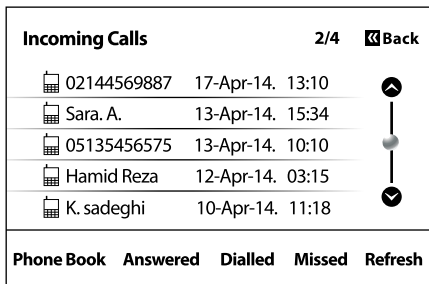 Incoming Calls 2/4 Back
02144569887 17-Apr-14. 13:10
Sara. A. 13-Apr-14. 15:34
05135456575 13-Apr-14. 10:10
Hamid Reza 12-Apr-14. 03:15
K. sadeghi 10-Apr-14. 11:18
Phone Book Answered Dialled Missed Refresh